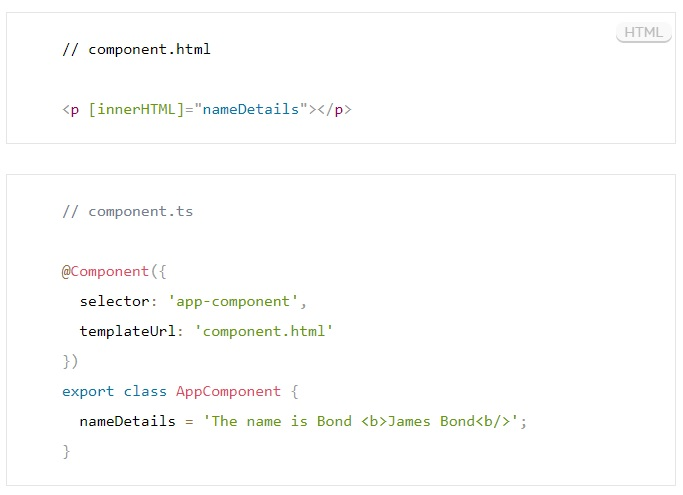 HTML
// component.html
<p [innerHTML]="nameDetails"></p>
// component.ts
@Component({
  selector: 'app-component',
  templateUrl: 'component.html'
})
export class AppComponent {
  nameDetails = 'The name is Bond <b>James Bond<b/>';
}